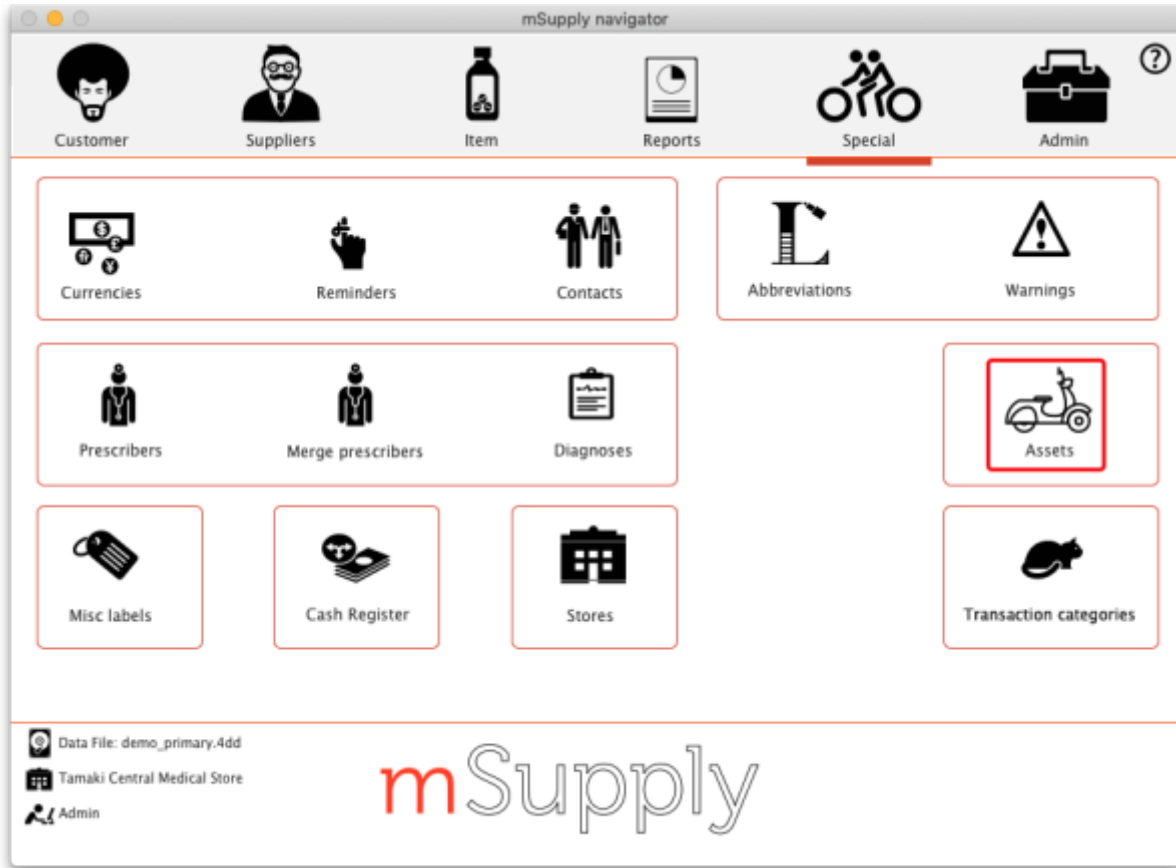 mSupply navigator
?
Customer Suppliers Item Reports Special Admin
Currencies Reminders Contacts Abbreviations Warnings
Prescribers Merge prescribers Diagnoses Assets
Misc labels Cash Register Stores Transaction categories
Data File: demo_primary.4dd
Tamaki Central Medical Store
Admin
mSupply